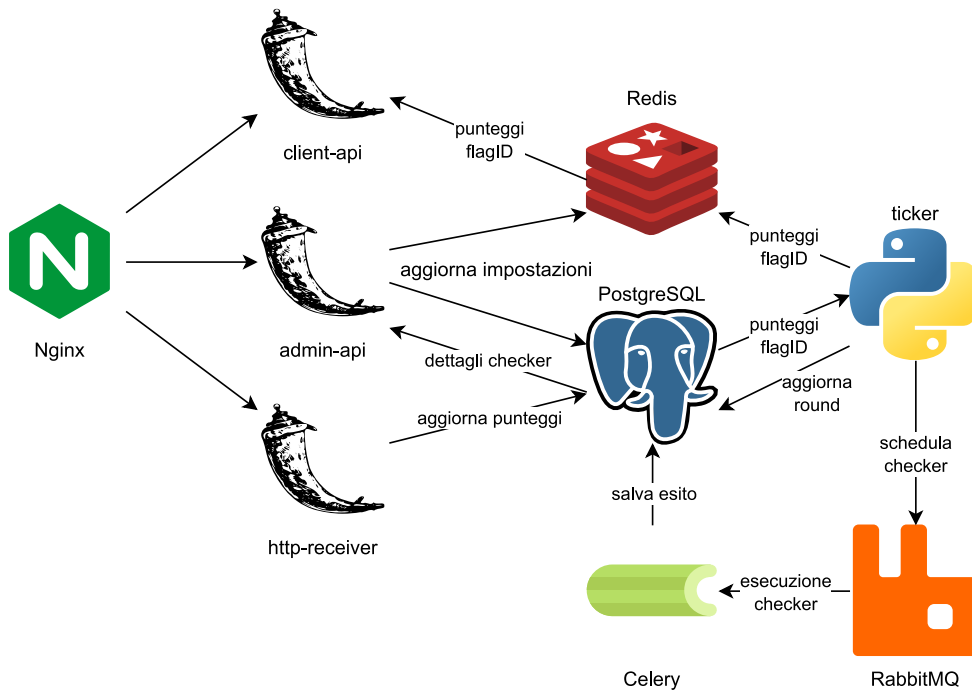 client-api
Redis
punteggi
flagID
ticker
punteggi
flagID
aggiorna impostazioni
PostgreSQL
N
Nginx
admin-api
dettagli checker
punteggi
flagID
aggiorna
round
aggiorna punteggi
schedula
checker
salva esito
http-receiver
esecuzione
checker
Celery
RabbitMQ